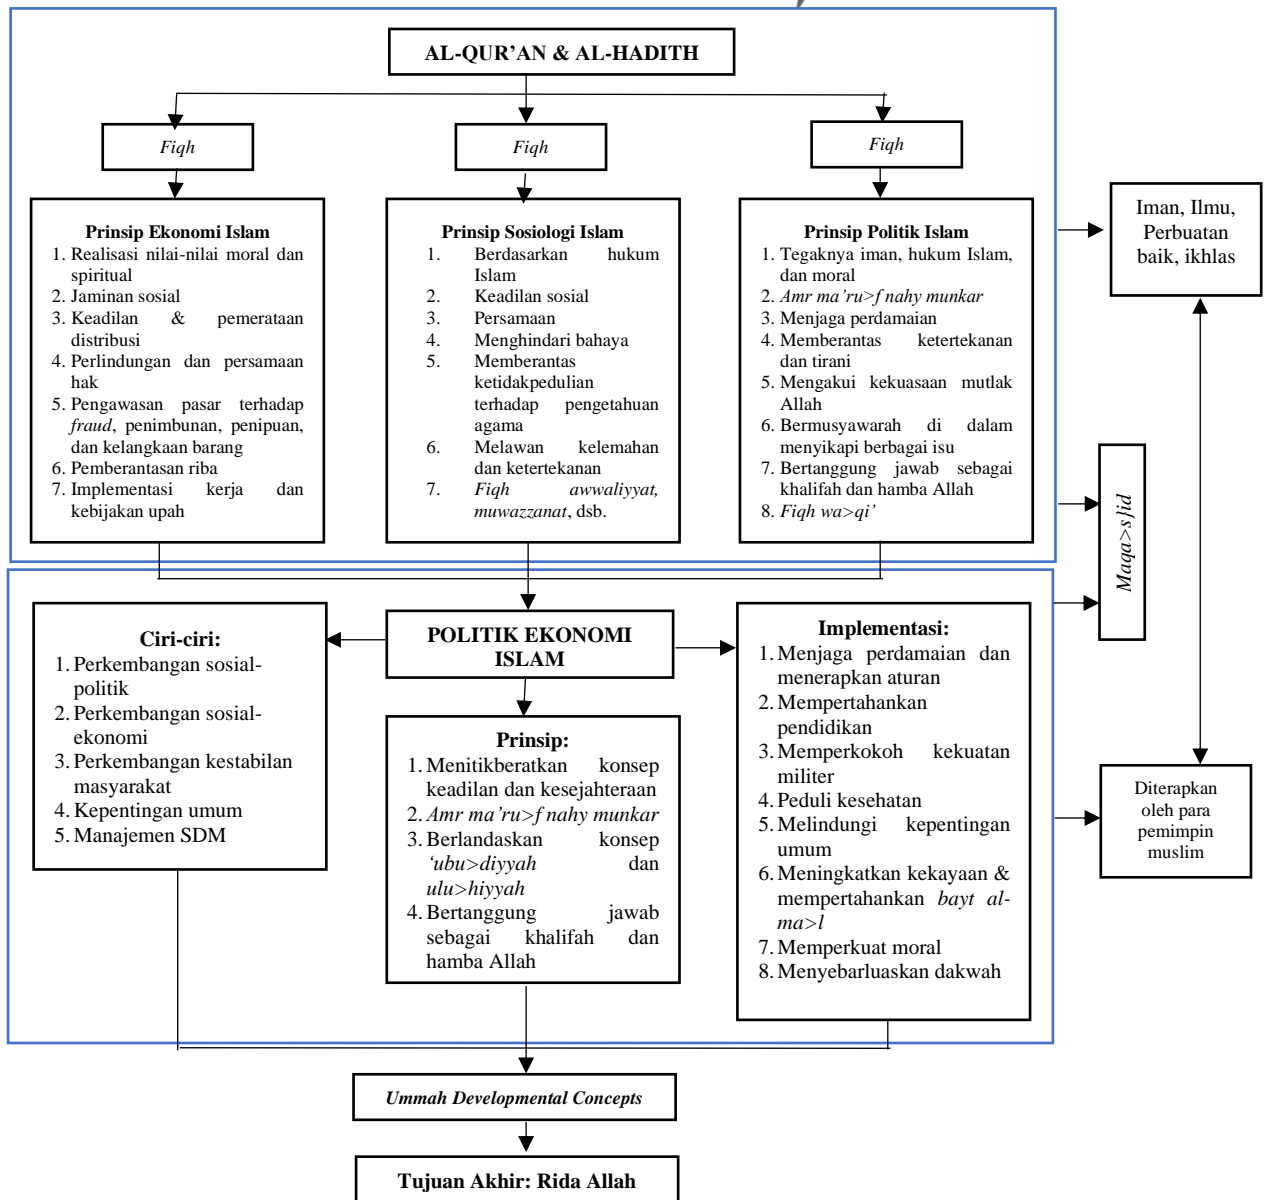 AL-QUR’AN & AL-HADITH
Fiqh
Fiqh
Fiqh
Prinsip Ekonomi Islam
1. Realisasi nilai-nilai moral dan
spiritual
2. Jaminan sosial
3. Keadilan & pemerataan
distribusi
4. Perlindungan dan persamaan
hak
5. Pengawasan pasar terhadap
fraud, penimbunan, penipuan,
dan kelangkaan barang
6. Pemberantasan riba
7. Implementasi kerja dan
kebijakan upah
Prinsip Sosiologi Islam
1. Berdasarkan hukum
Islam
2. Keadilan sosial
3. Persamaan
4. Menghindari bahaya
5. Memberantas
ketidakpedulian
terhadap pengetahuan
agama
6. Melawan kelemahan
dan ketertekanan
7. Fiqh awwaliyyat,
muwazzanat, dsb.
Prinsip Politik Islam
1. Tegaknya iman, hukum Islam,
dan moral
2. Amr ma’ru>f nahy munkar
3. Menjaga perdamaian
4. Memberantas ketertekanan
dan tirani
5. Mengakui kekuasaan mutlak
Allah
6. Bermusyawarah di dalam
menyikapi berbagai isu
7. Bertanggung jawab sebagai
khalifah dan hamba Allah
8. Fiqh wa>qi’
Iman, Ilmu,
Perbuatan
baik, ikhlas
Maqa>s}id
Ciri-ciri:
1. Perkembangan sosial-
politik
2. Perkembangan sosial-
ekonomi
3. Perkembangan kestabilan
masyarakat
4. Kepentingan umum
5. Manajemen SDM
POLITIK EKONOMI
ISLAM
Prinsip:
1. Menitikberatkan konsep
keadilan dan kesejahteraan
2. Amr ma’ru>f nahy munkar
3. Berlandaskan konsep
‘ubu>diyyah dan
ulu>hiyyah
4. Bertanggung jawab
sebagai khalifah dan
hamba Allah
Implementasi:
1. Menjaga perdamaian dan
menerapkan aturan
2. Mempertahankan
pendidikan
3. Memperkokoh kekuatan
militer
4. Peduli kesehatan
5. Melindungi kepentingan
umum
6. Meningkatkan kekayaan &
mempertahankan bayt al-
ma>l
7. Memperkuat moral
8. Menyebarluaskan dakwah
Diterapkan
oleh para
pemimpin
muslim
Ummah Developmental Concepts
Tujuan Akhir: Rida Allah